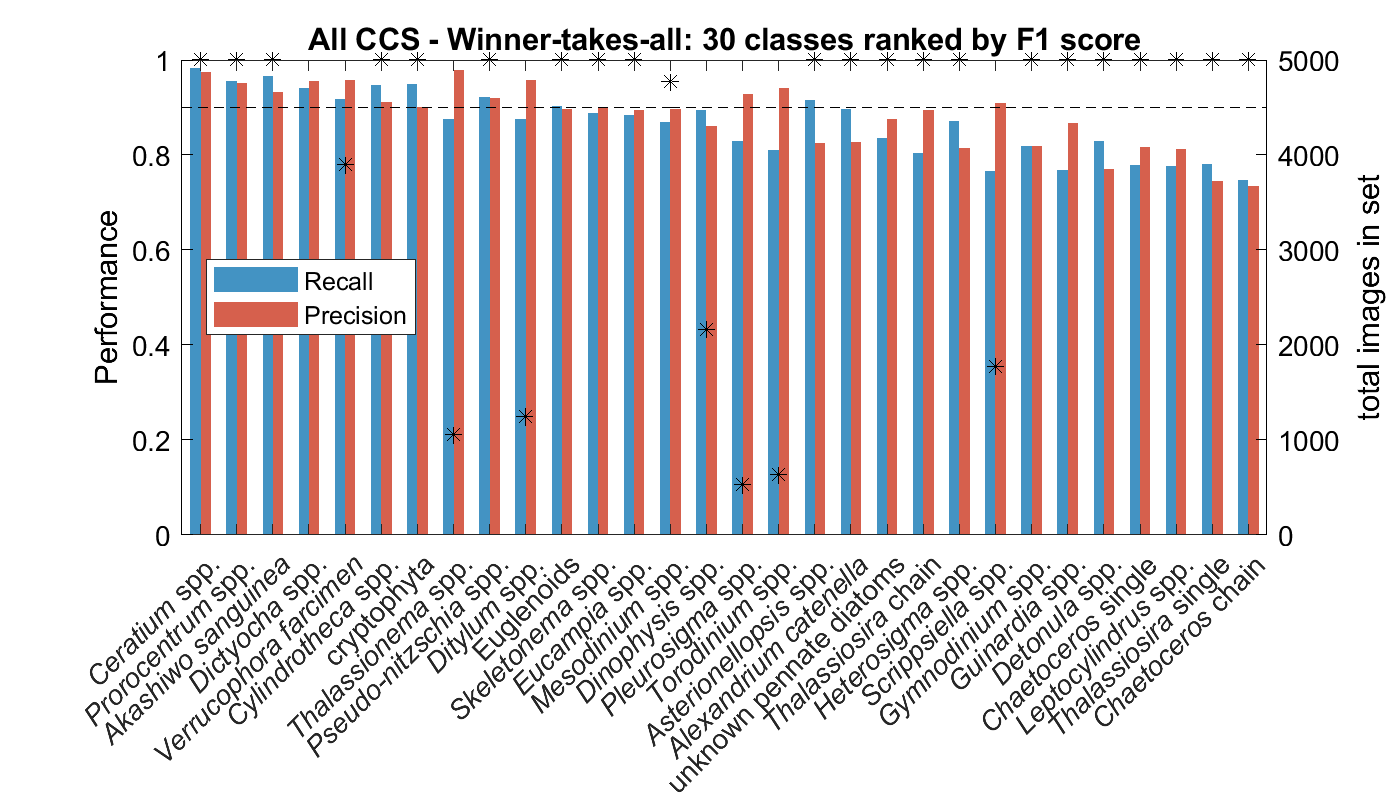 All CCS - Winner-takes-all: 30 classes ranked by F1 score
1
0.8
0.6
0.4
0.2
0
Performance
Recall
Precision
5000
4000
3000
2000
1000
0
total images in set
Ceratium spp.
Prorocentrum spp.
Akashiwo sanguinea
Dictyocha spp.
Verrucophora farcimen
Cylindrotheca spp.
cryptophyta
Thalassionema spp.
Pseudo-nitzschia spp.
Ditylum spp.
Euglenoids
Skeletonema spp.
Eucampia spp.
Mesodinium spp.
Dinophysis spp.
Pleurosigma spp.
Torodinium spp.
Asterionellopsis spp.
Alexandrium catenella
unknown pennate diatoms
Thalassiosira chain
Heterosigma spp.
Scrippsiella spp.
Gymnodinium spp.
Guinardia spp.
Detonula spp.
Chaetoceros single
Leptocylindrus spp.
Thalassiosira single
Chaetoceros chain